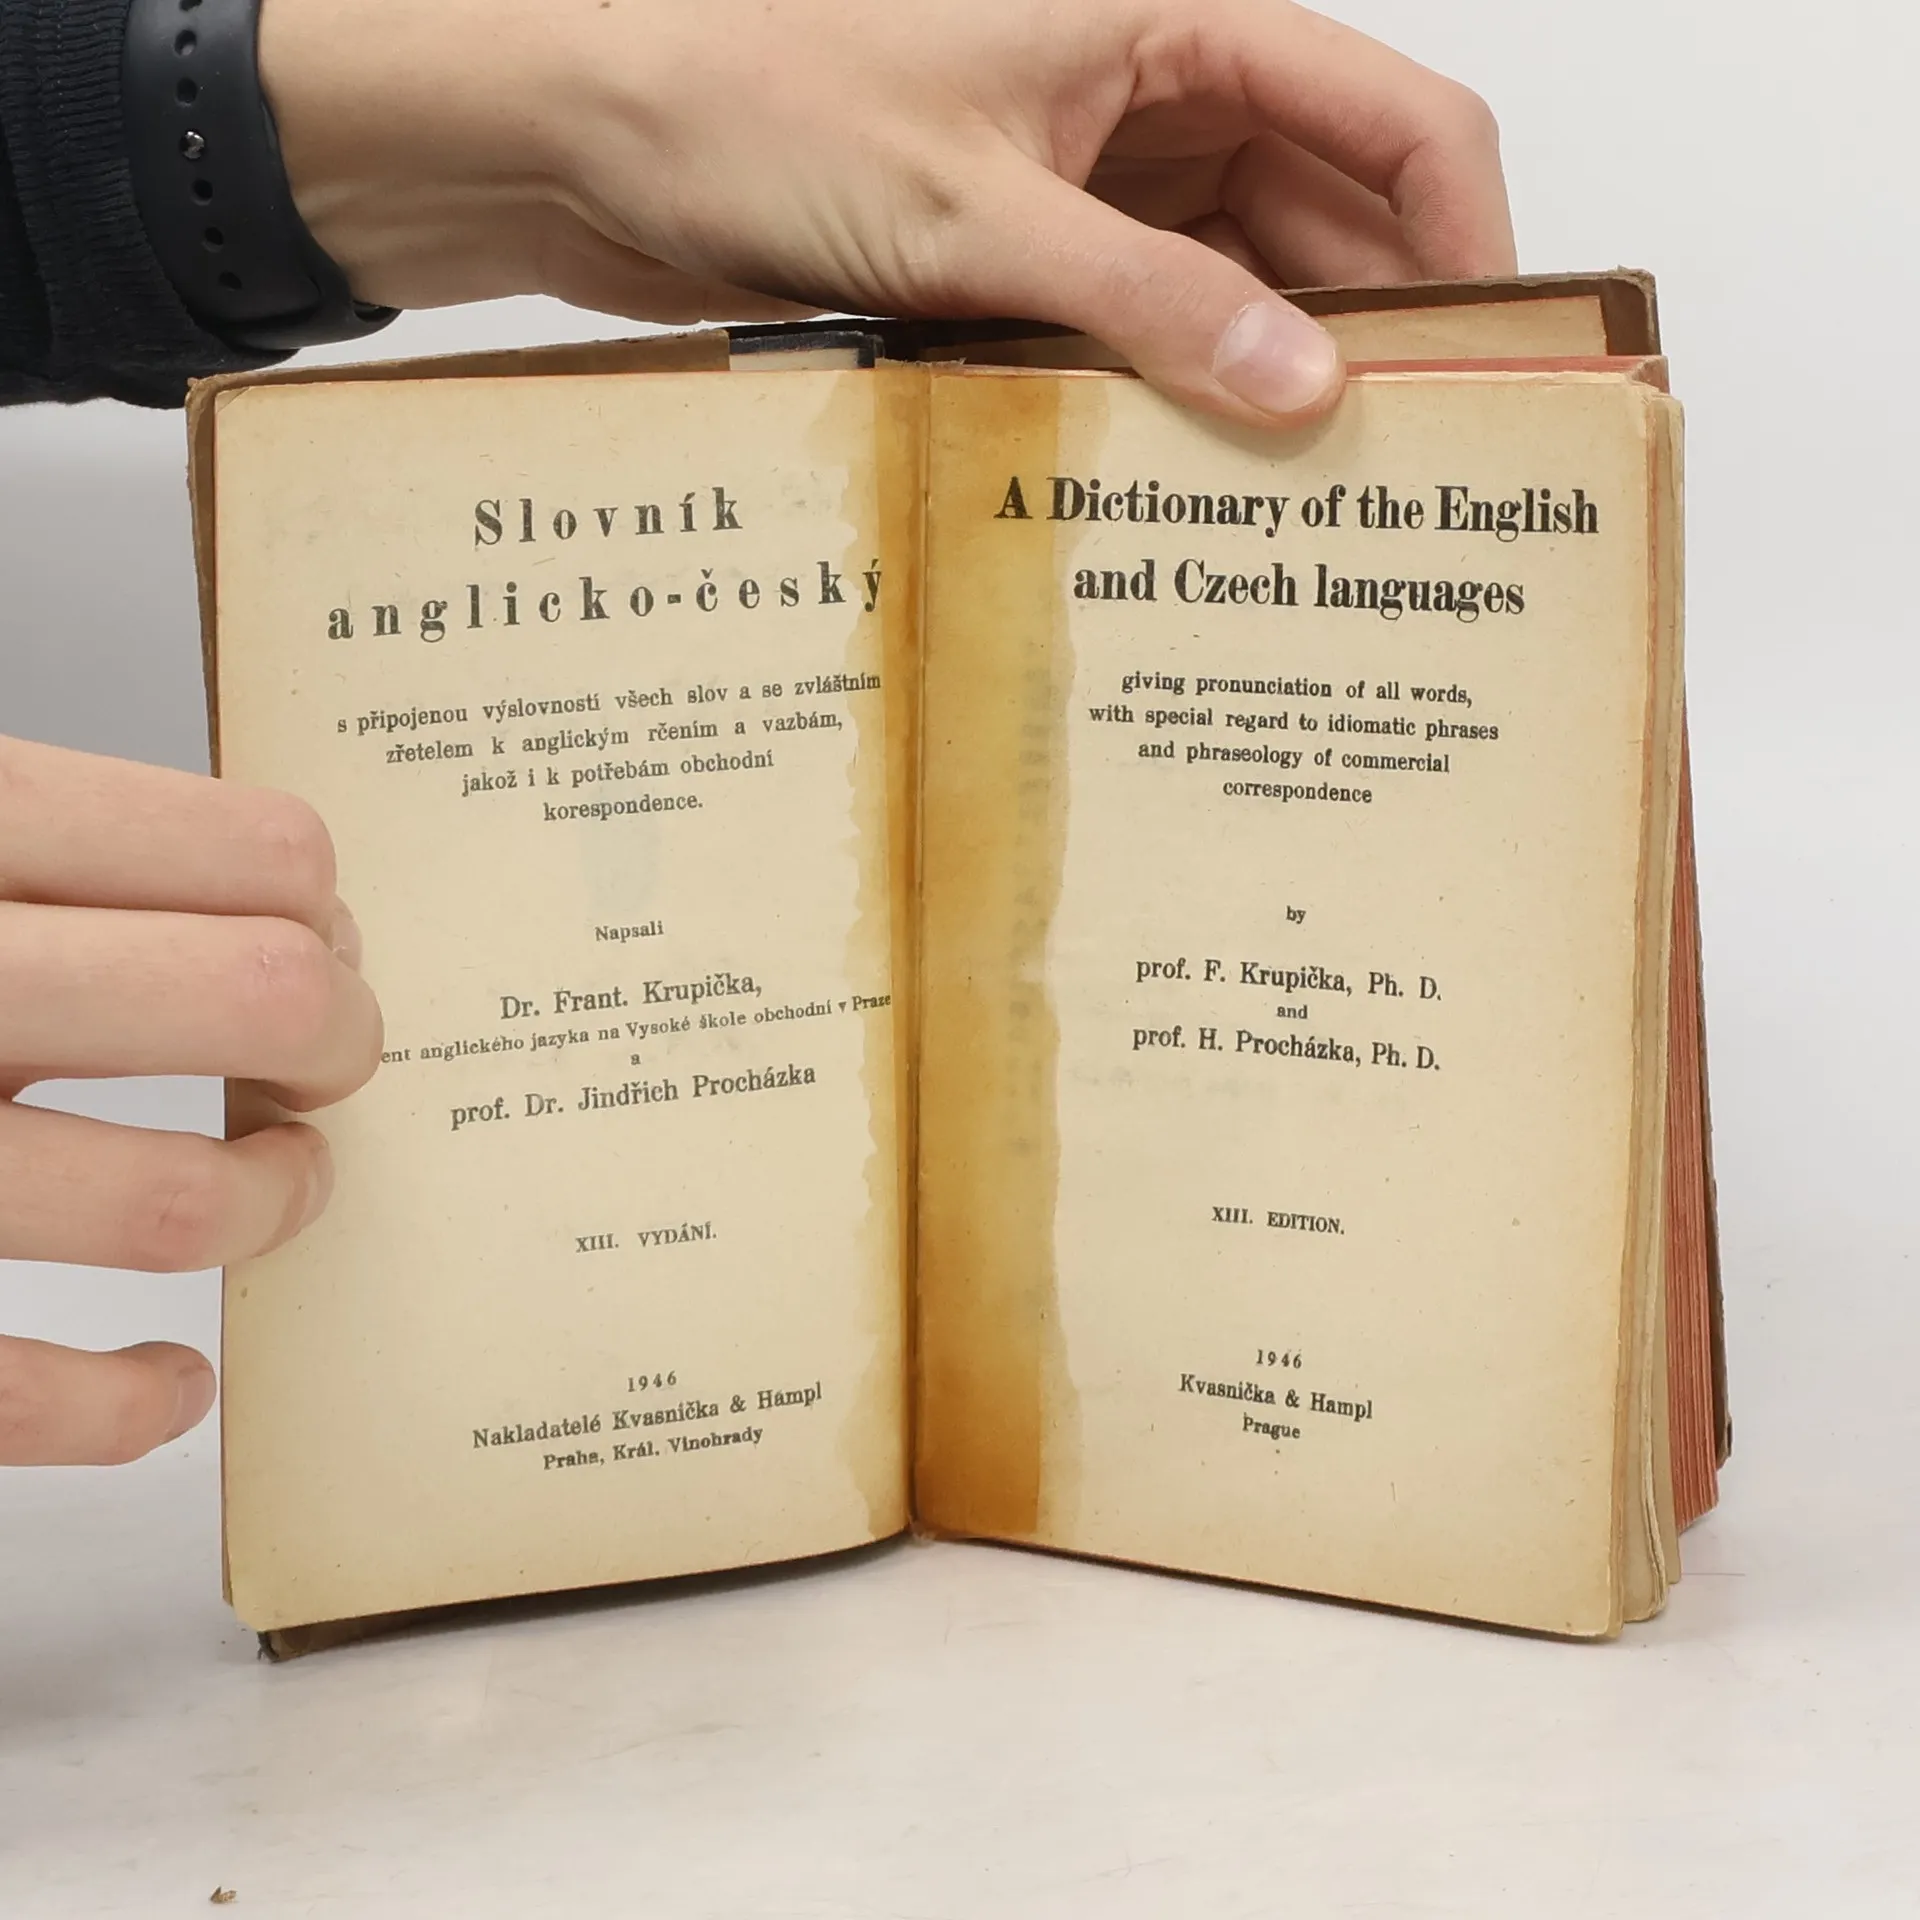 Slovník
anglicko-český
s připojenou výslovností všech slov a se zvláštním
zřetelem k anglickým rčením a vazbám,
jakož i k potřebám obchodní
korespondence.
Napsali
Dr. Frant. Krupička,
anglického jazyka na Vysoké škole obchodní v Praze
a
prof. Dr. Jindřich Procházka
XIII. VYDÁNÍ.
1946
Nakladatelé Kvasnička & Hampl
Praha, Král. Vinohrady
A Dictionary of the English
and Czech languages
giving pronunciation of all words,
with special regard to idiomatic phrases
and phraseology of commercial
correspondence
by
prof. F. Krupička, Ph. D.
and
prof. H. Procházka, Ph. D.
XIII. EDITION.
1946
Kvasnička & Hampl
Prague